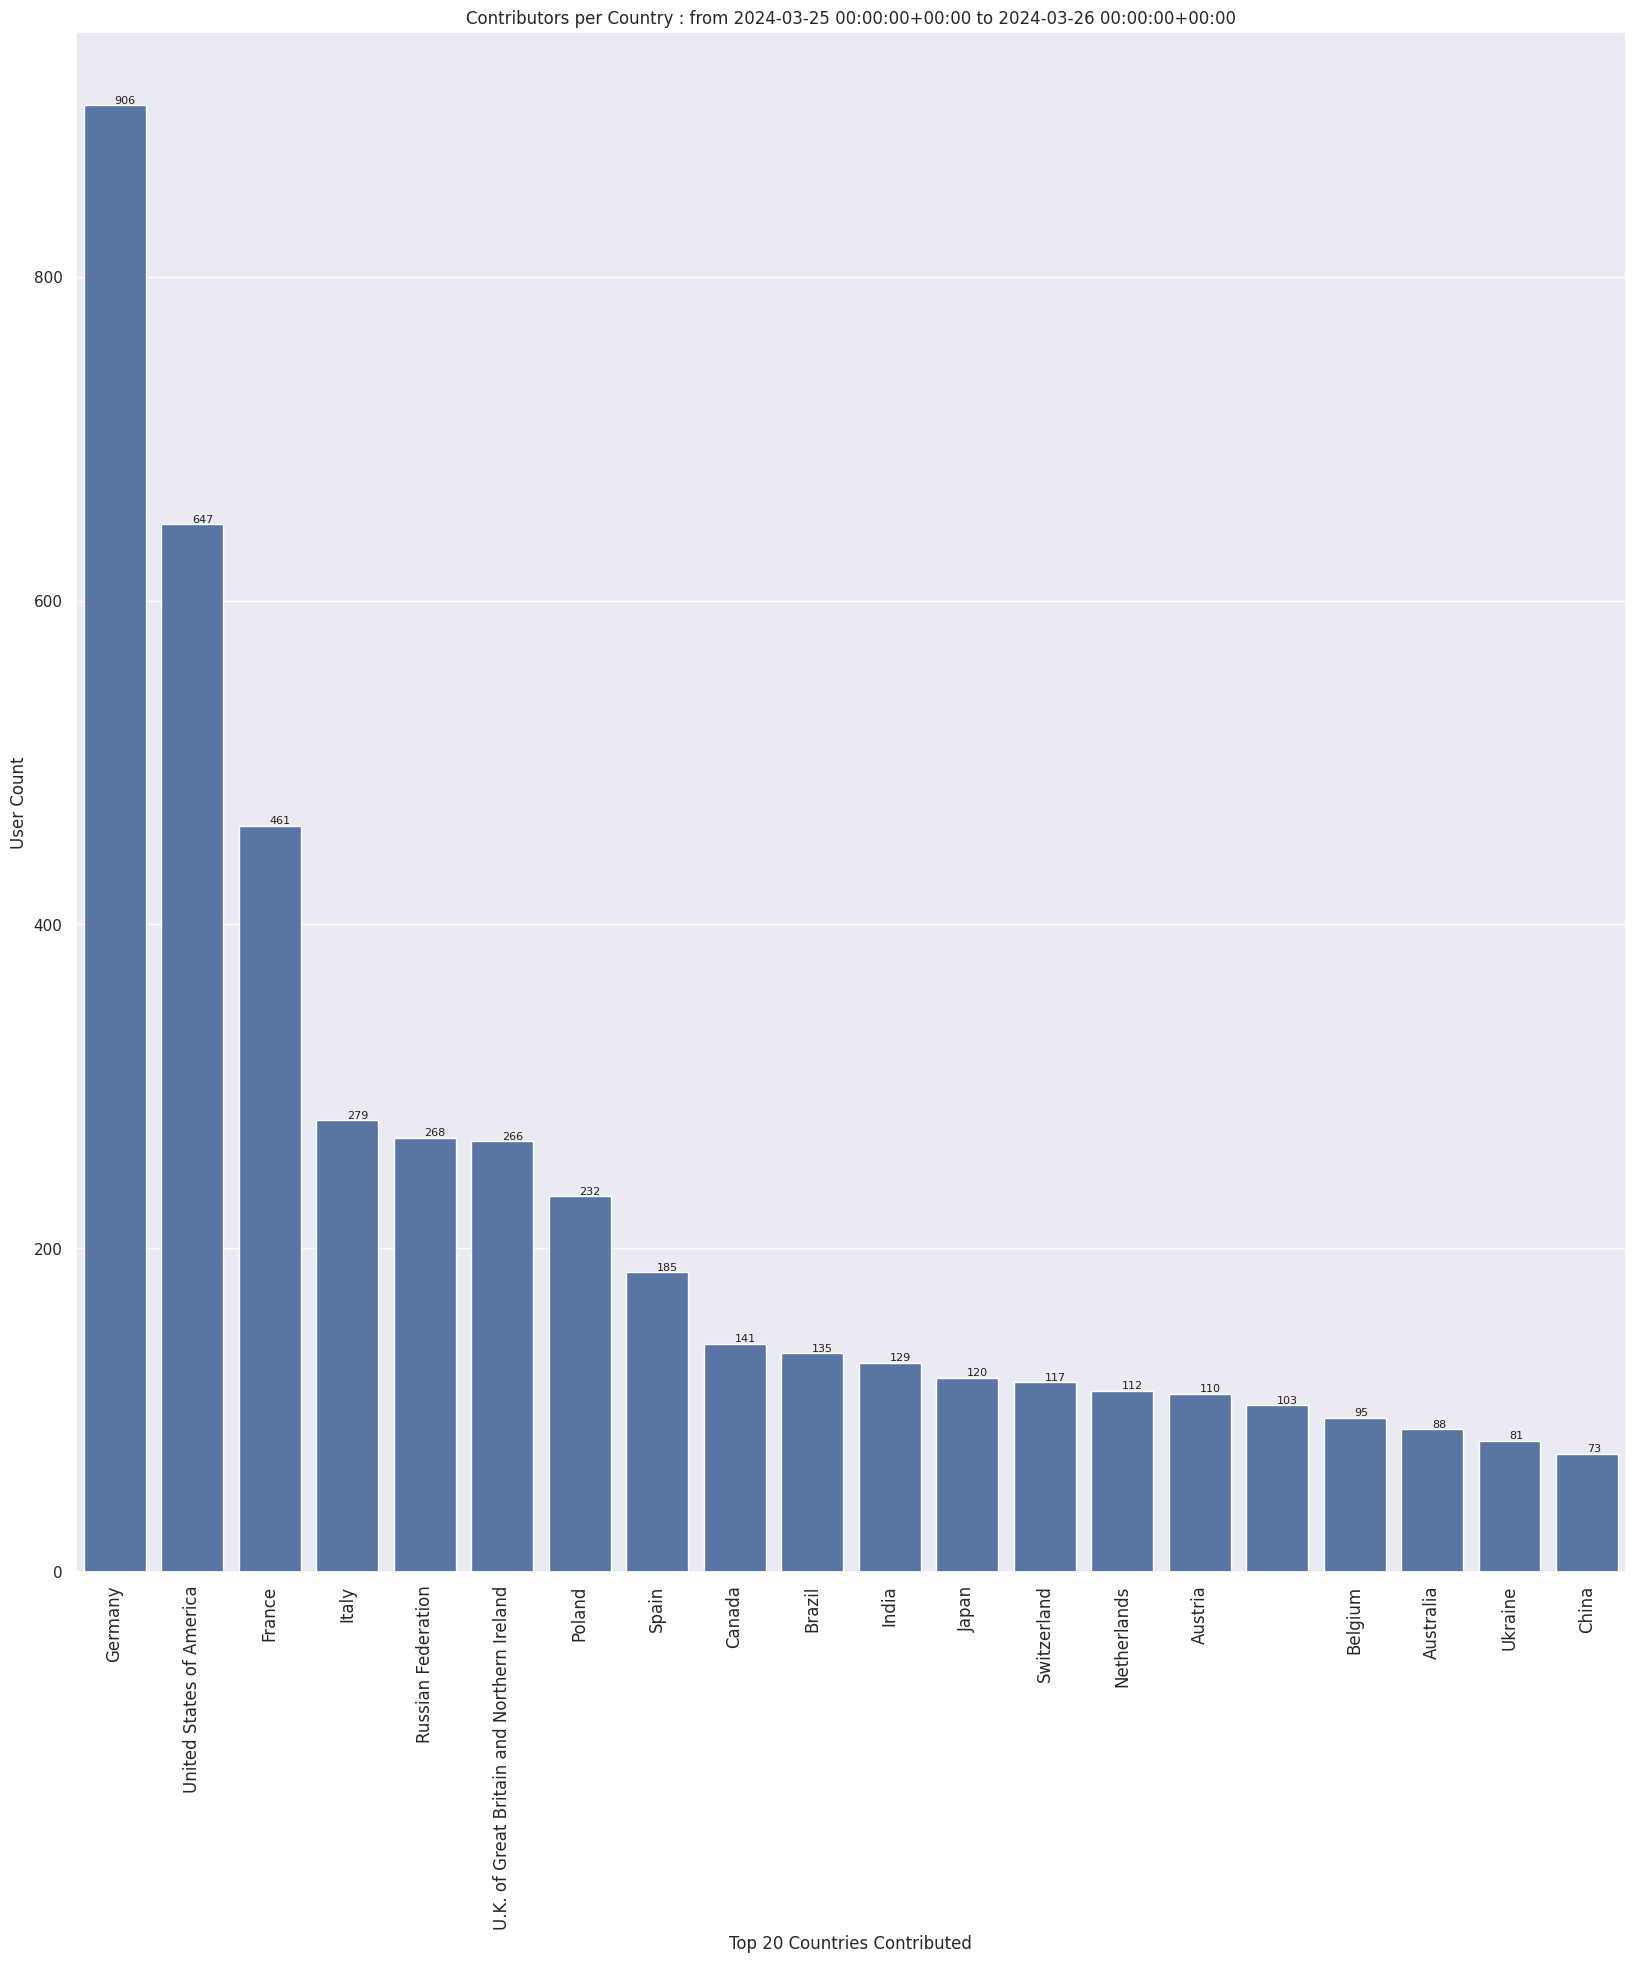 Contributors per Country : from 2024-03-25 00:00:00+00:00 to 2024-03-26 00:00:00+00:00
User Count
800
600
400
200
0
906
647
461
279
268
266
232
185
141
135
129
120
117
112
110
103
95
88
81
73
Germany
United States of America
France
Italy
Russian Federation
U.K. of Great Britain and Northern Ireland
Poland
Spain
Canada
Brazil
India
Japan
Switzerland
Netherlands
Austria
Belgium
Australia
Ukraine
China
Top 20 Countries Contributed